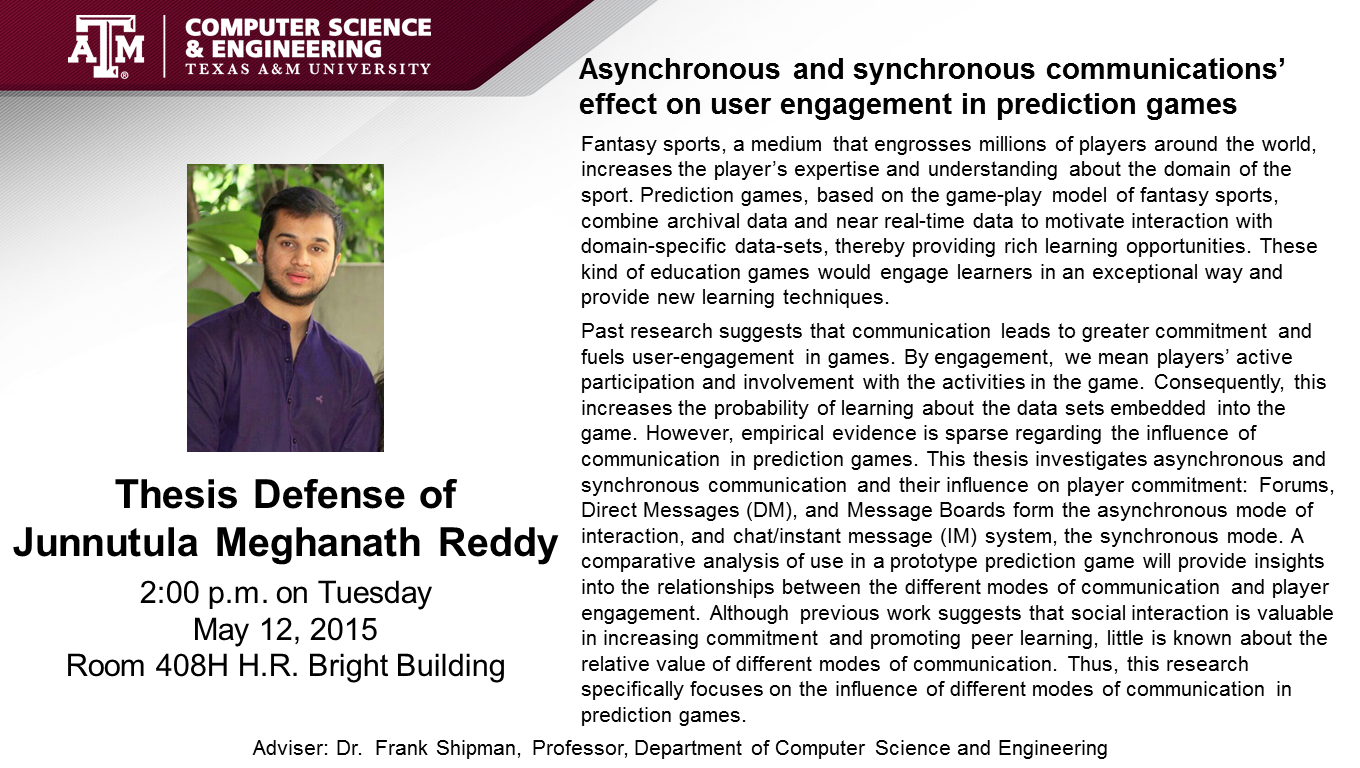 COMPUTER SCIENCE
& ENGINEERING
TEXAS A&M UNIVERSITY
ATM
®
Thesis Defense of
Junnutula Meghanath Reddy
2:00 p.m. on Tuesday
May 12, 2015
Room 408H H.R. Bright Building
Asynchronous and synchronous communications’
effect on user engagement in prediction games
Fantasy sports, a medium that engrosses millions of players around the world,
increases the player’s expertise and understanding about the domain of the
sport. Prediction games, based on the game-play model of fantasy sports,
combine archival data and near real-time data to motivate interaction with
domain-specific data-sets, thereby providing rich learning opportunities. These
kind of education games would engage learners in an exceptional way and
provide new learning techniques.
Past research suggests that communication leads to greater commitment and
fuels user-engagement in games. By engagement, we mean players’ active
participation and involvement with the activities in the game. Consequently, this
increases the probability of learning about the data sets embedded into the
game. However, empirical evidence is sparse regarding the influence of
communication in prediction games. This thesis investigates asynchronous and
synchronous communication and their influence on player commitment: Forums,
Direct Messages (DM), and Message Boards form the asynchronous mode of
interaction, and chat/instant message (IM) system, the synchronous mode. A
comparative analysis of use in a prototype prediction game will provide insights
into the relationships between the different modes of communication and player
engagement. Although previous work suggests that social interaction is valuable
in increasing commitment and promoting peer learning, little is known about the
relative value of different modes of communication. Thus, this research
specifically focuses on the influence of different modes of communication in
prediction games.
Adviser: Dr. Frank Shipman, Professor, Department of Computer Science and Engineering